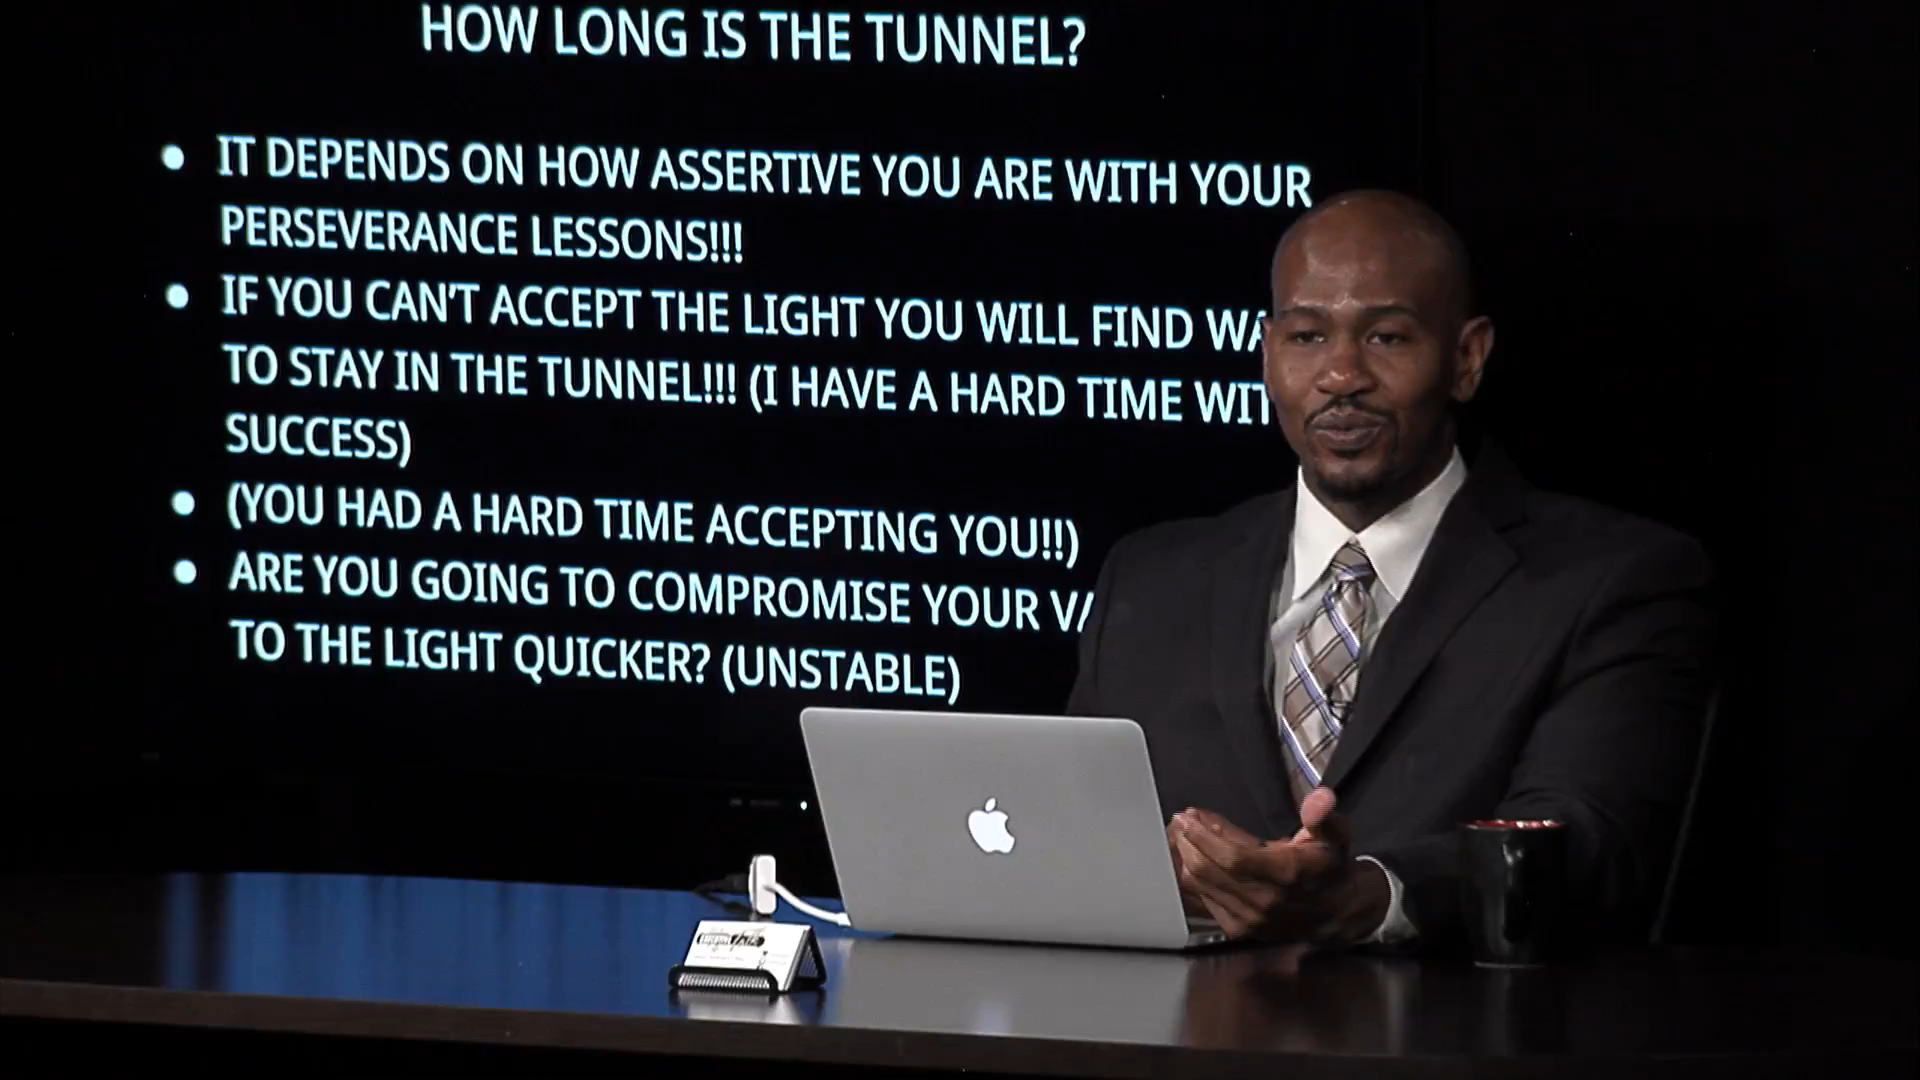 HOW LONG IS THE TUNNEL?
IT DEPENDS ON HOW ASSERTIVE YOU ARE WITH YOUR
PERSEVERANCE LESSONS!!!
IF YOU CAN'T ACCEPT THE LIGHT YOU WILL FIND
TO STAY IN THE TUNNEL!!! (I HAVE A HARD TIME
SUCCESS)
(YOU HAD A HARD TIME ACCEPTING YOU!!)
ARE YOU GOING TO COMPROMISE YOUR
TO THE LIGHT QUICKER? (UNSTABLE)